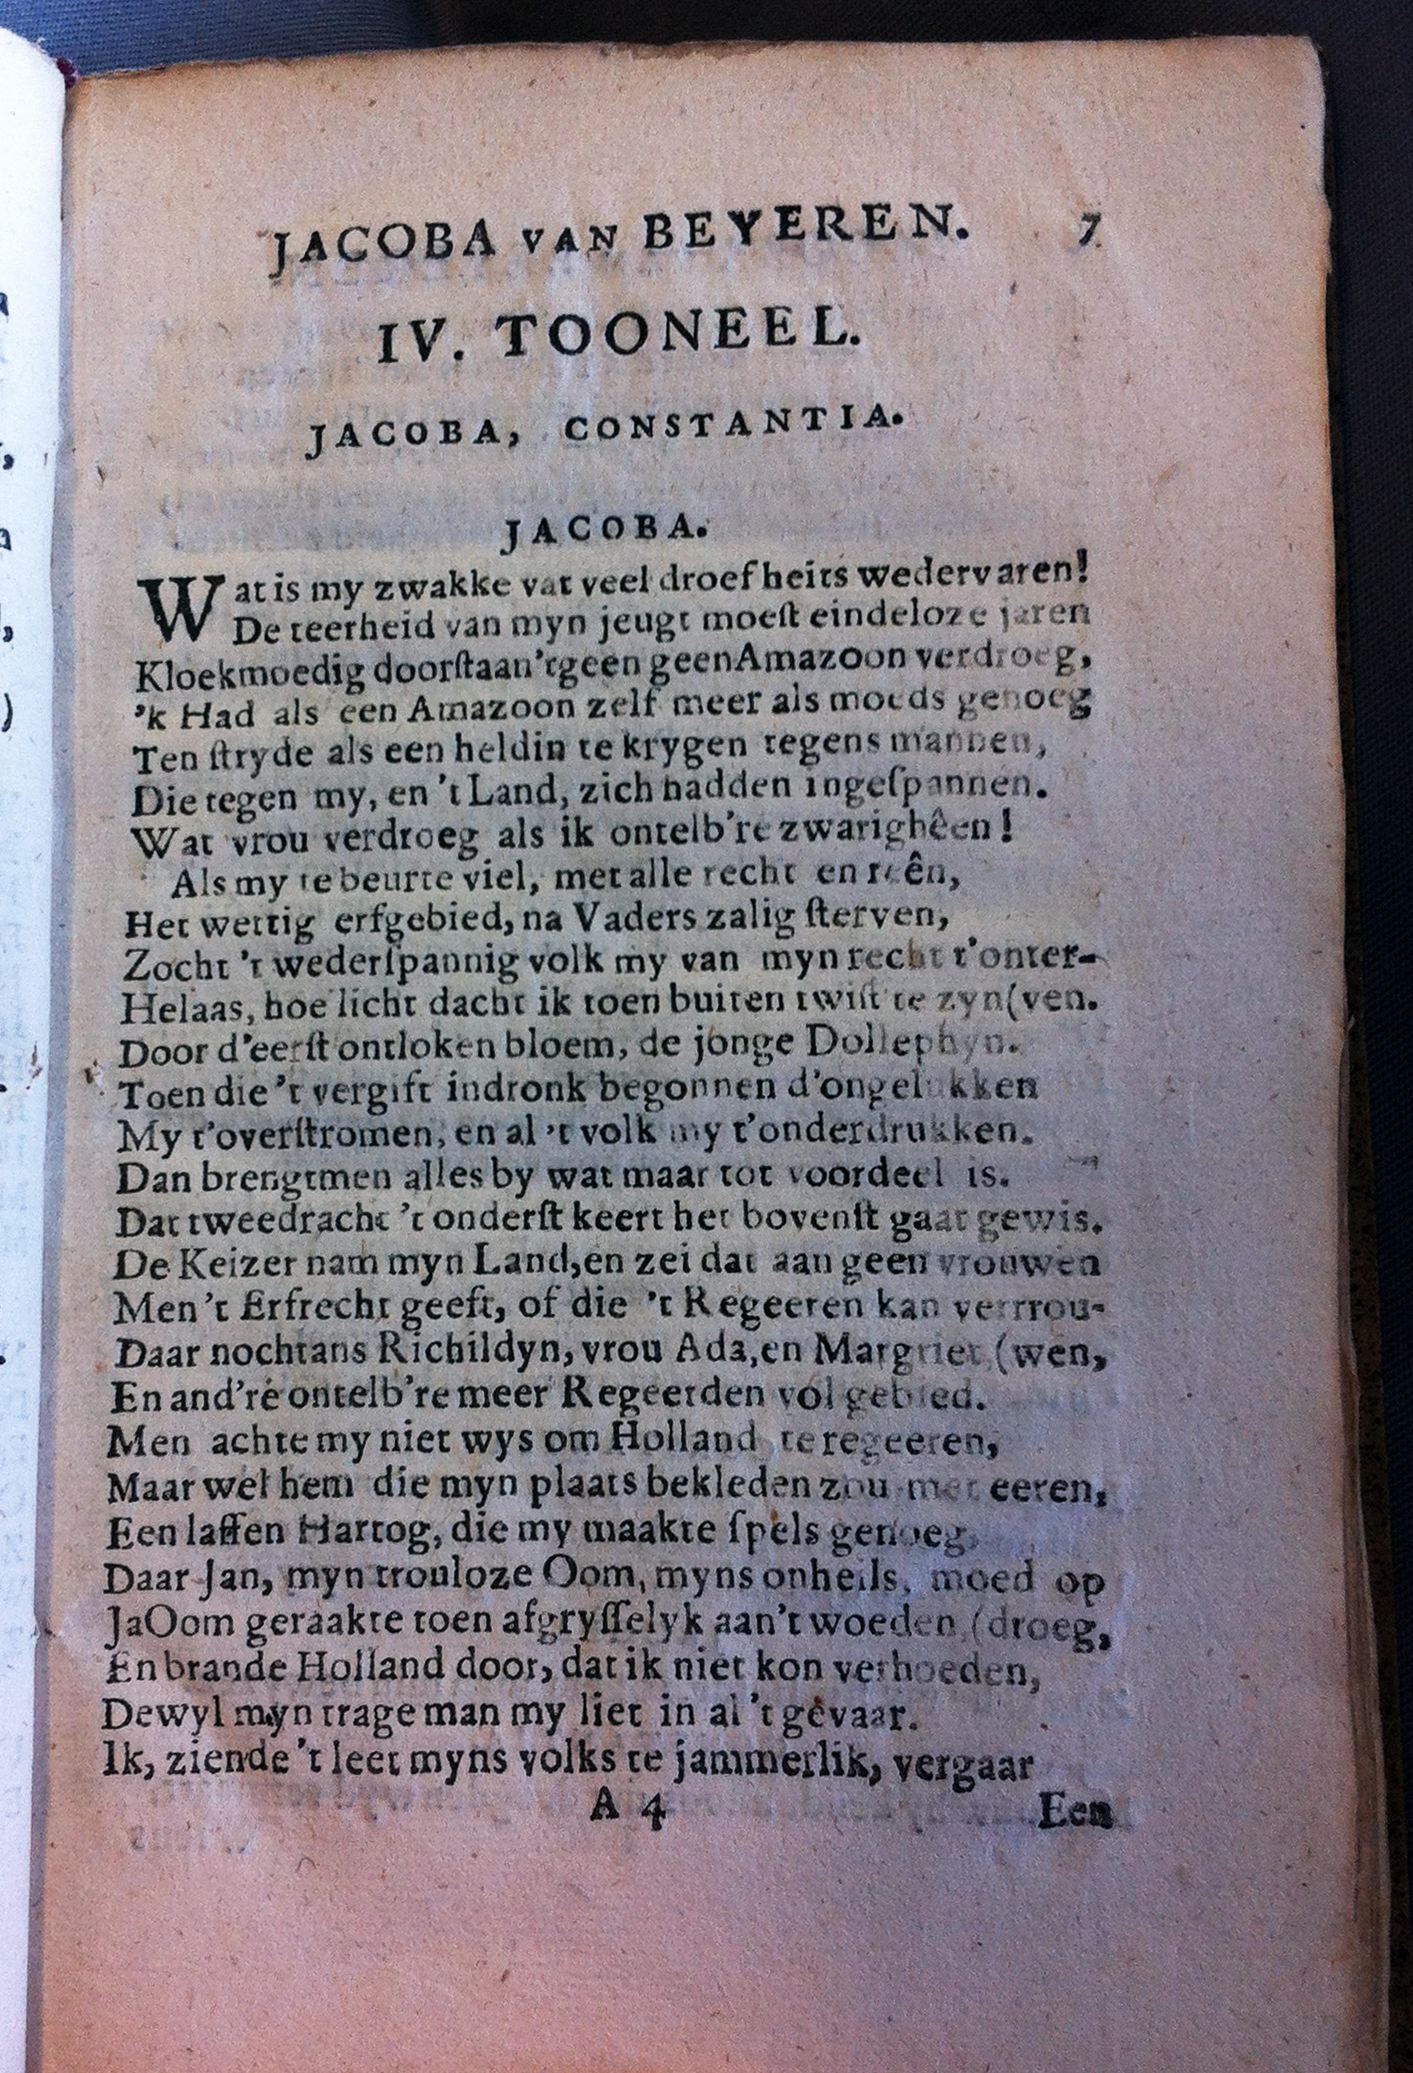 JACOBA VAN BEYEREN. 7
IV. TOONEEL.
JACOBA, CONSTANTIA.
JACOBA.
Wat is my zwakke vat veel droefheits wedervaren!
De teerheid van myn jeugt moeſt eindeloze jaren
Kloekmoedig doorſtaan 'tgeen geen Amazoon verdroeg,
'k Had als een Amazoon zelf meer als moeds genoeg
Ten ſtryde als een heldin te krygen tegens mannen,
Die tegen my, en 't Land, zich hadden ingeſpannen.
Wat vrou verdroeg als ik ontelb're zwarighêen!
Als my te beurte viel, met alle recht en reên,
Het wettig erfgebied, na Vaders zalig ſterven,
Zocht 't wederſpannig volk my van myn recht t'onter-
Helaas, hoe licht dacht ik toen buiten twiſt te zyn (ven.
Door d'eerſt ontloken bloem, de jonge Dollephyn.
Toen die 't vergift indronk begonnen d'ongelukken
My t'overſtromen, en al 't volk my t'onderdrukken.
Dan brengtmen alles by wat maar tot voordeel is.
Dat tweedracht 't onderſt keert het bovenſt gaat gewis.
De Keizer nam myn Land, en zei dat aan geen vrouwen
Men 't Erfrecht geeft, of die 't Regeeren kan vertrou-
Daar nochtans Richildyn, vrou Ada, en Margriet (wen,
En and're ontelb're meer Regeerden vol gebied.
Men achte my niet wys om Holland te regeeren,
Maar wel hem die myn plaats bekleden zou met eeren,
Een laffen Hartog, die my maakte ſpels genoeg,
Daar Jan, myn trouloze Oom, myns onheils, moed op
Ja Oom geraakte toen afgryſſelyk aan't woeden (droeg,
En brande Holland door, dat ik niet kon verhoeden,
Dewyl myn trage man my liet in al 't gevaar.
Ik, ziende 't leet myns volks te jammerlik, vergaar
A 4 Een